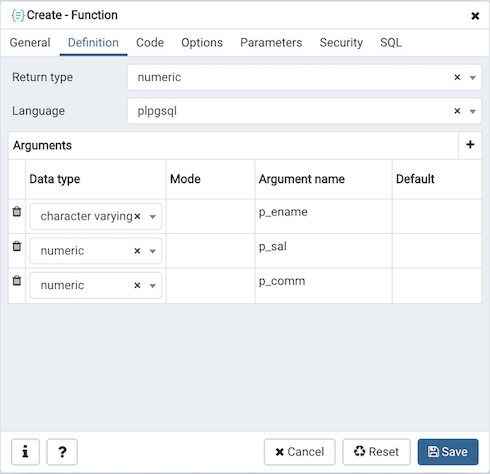 Create - Function
General Definition Code Options Parameters Security SQL
Return type numeric
Language plpgsql
Arguments
Data type Mode Argument name Default
character varying p_ename
numeric p_sal
numeric p_comm
i ? Cancel Reset Save